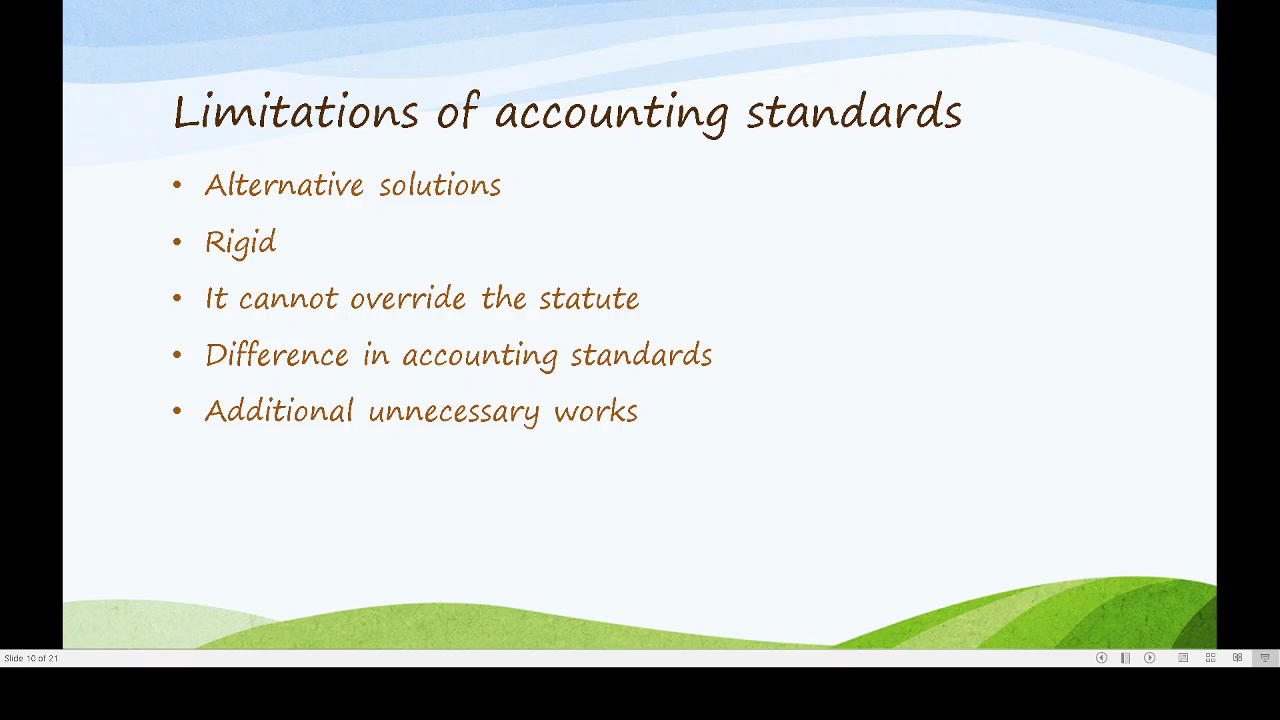 Limitations of accounting standards
• Alternative solutions
• Rigid
• It cannot override the statute
• Difference in accounting standards
• Additional unnecessary works
Slide 10 of 21